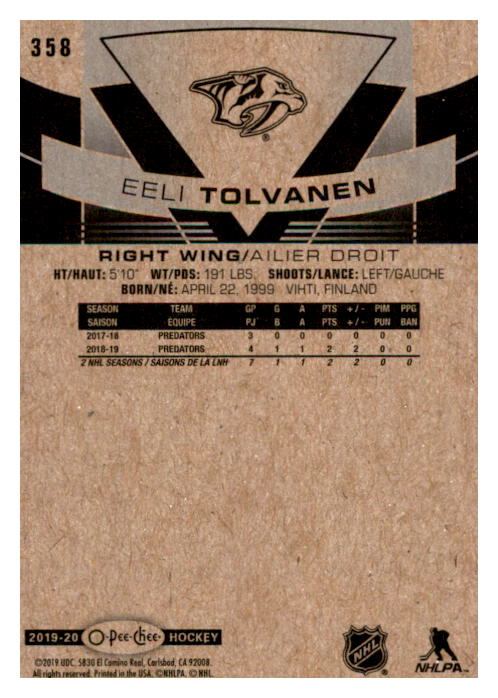 358
EELI TOLVANEN
RIGHT WING/AILIER DROIT
HT/HAUT: 5'10" WT/PDS: 191 LBS. SHOOTS/LANCE: LEFT/GAUCHE
BORN/NÉ: APRIL 22, 1999 VIHTI, FINLAND
SEASON TEAM GP G A PTS +/- PIM PPG
SAISON ÉQUIPE PJ B A PTS +/- PUN BAN
2017-18 PREDATORS 3 0 0 0 0 0 0
2018-19 PREDATORS 4 1 1 2 2 0 0
2 NHL SEASONS / SAISONS DE LA LNH 7 1 1 2 2 0 0
2019-20 O-Pee-Chee HOCKEY
©2019 UDC. 5830 El Camino Real, Carlsbad, CA 92008.
All rights reserved. Printed in the USA. ©NHLPA. © NHL.
NHL
NHLPA